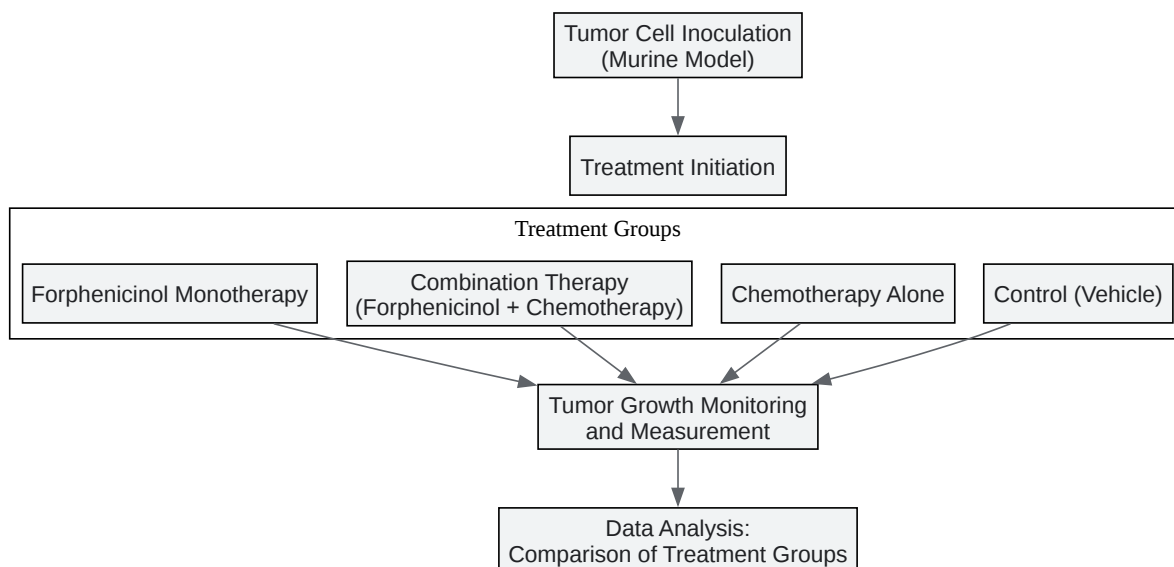 Tumor Cell Inoculation
(Murine Model)
Treatment Initiation
Treatment Groups
Forphenicinol Monotherapy
Combination Therapy
(Forphenicinol + Chemotherapy)
Chemotherapy Alone
Control (Vehicle)
Tumor Growth Monitoring
and Measurement
Data Analysis:
Comparison of Treatment Groups